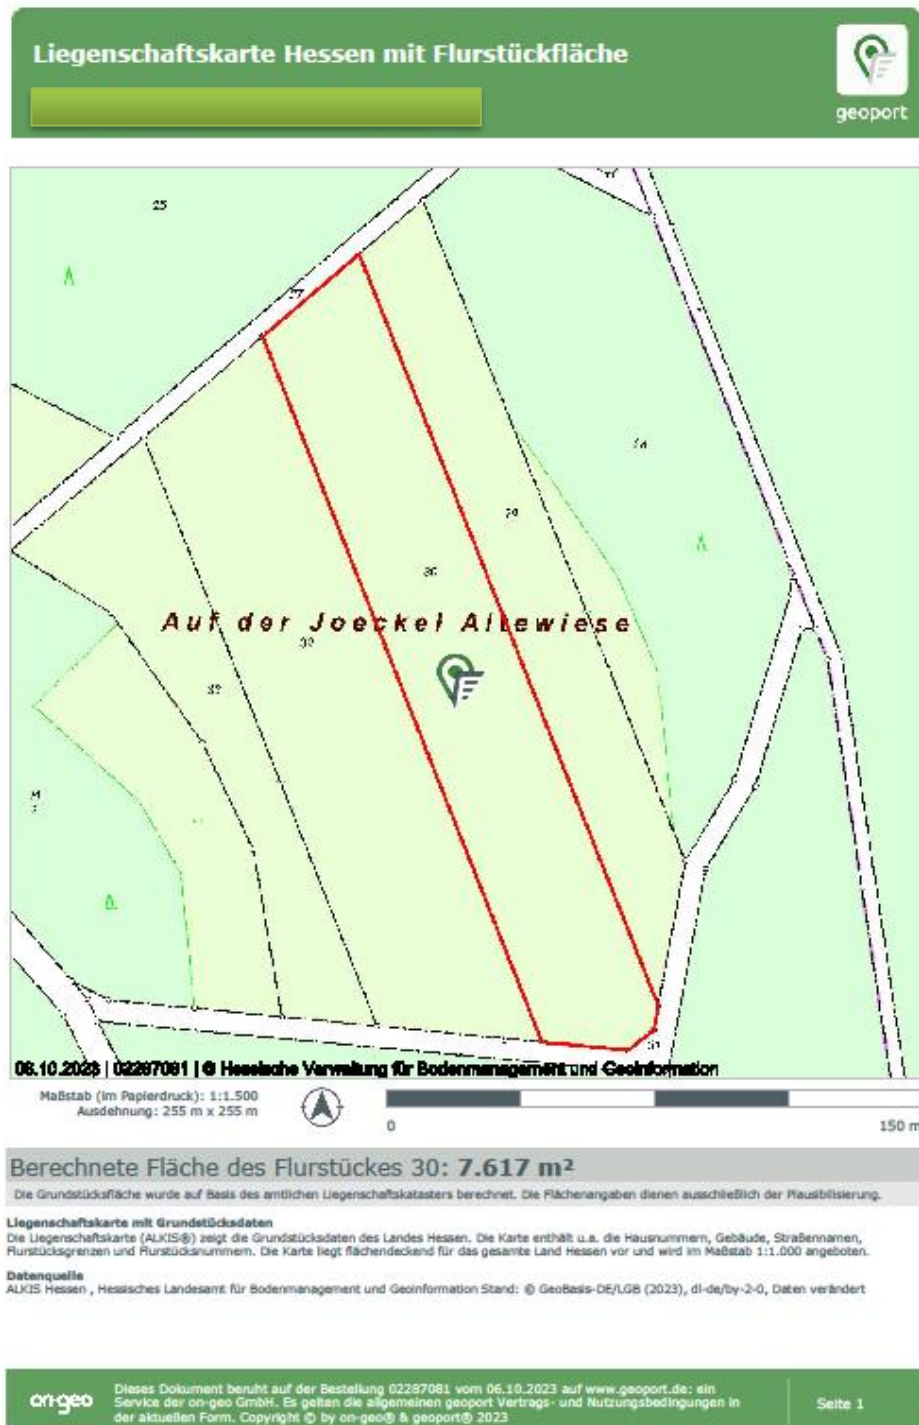 Liegenschaftskarte Hessen mit Flurstückfläche
geoport
25
30
Auf der Joeckel Altewiese
33
06.10.2023 | 02287081 | © Hessische Verwaltung für Bodenmanagement und Geoinformation
Maßstab (im Papierdruck): 1:1.500
Ausdehnung: 255 m x 255 m
0
150 m
Berechnete Fläche des Flurstückes 30: 7.617 m²
Die Grundstücksfläche wurde auf Basis des amtlichen Liegenschaftskatasters berechnet. Die Flächenangaben dienen ausschließlich der Plausibilisierung.
Liegenschaftskarte mit Grundstücksdaten
Die Liegenschaftskarte (ALKIS®) zeigt die Grundstücksdaten des Landes Hessen. Die Karte enthält u.a. die Hausnummern, Gebäude, Straßennamen,
Flurstücksgrenzen und Flurstücksnummern. Die Karte liegt flächendeckend für das gesamte Land Hessen vor und wird im Maßstab 1:1.000 angeboten.
Datenquelle
ALKIS Hessen , Hessisches Landesamt für Bodenmanagement und Geoinformation Stand: © GeoBasis-DE/LGB (2023), dl-de/by-2-0, Daten verändert
on-geo
Dieses Dokument beruht auf der Bestellung 02287081 vom 06.10.2023 auf www.geoport.de: ein
Service der on-geo GmbH. Es gelten die allgemeinen geoport Vertrags- und Nutzungsbedingungen in
der aktuellen Form. Copyright © by on-geo® & geoport® 2023
Seite 1